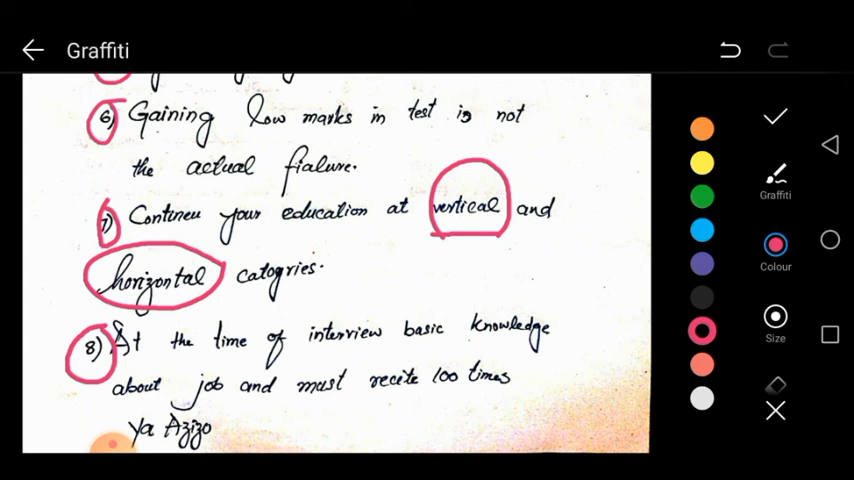 Graffiti
6) Gaining low marks in test is not
the actual fialure.
7) Contineu your education at vertical and
horizontal catogries.
8) At the time of interview basic knowledge
about job and must recite 100 times
Ya Azizo
Graffiti
Colour
Size